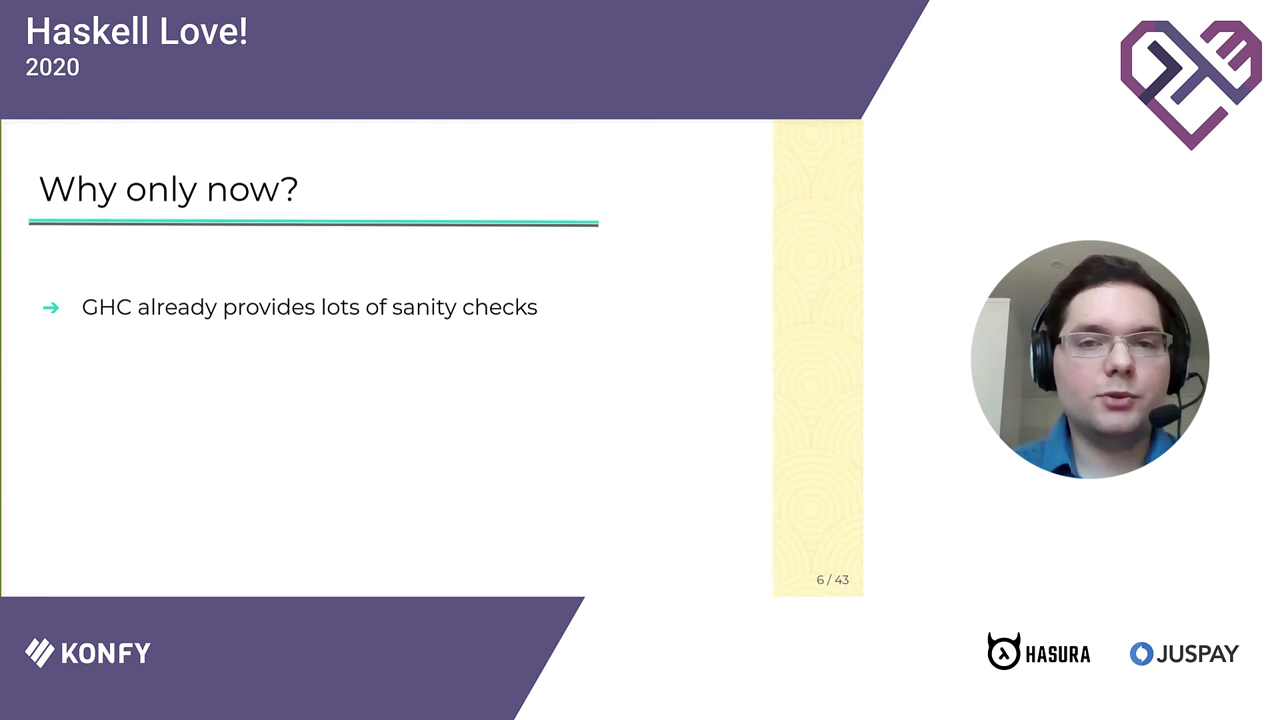 Haskell Love!
2020
Why only now?
➔ GHC already provides lots of sanity checks
6 / 43
KONFY
HASURA
JUSPAY